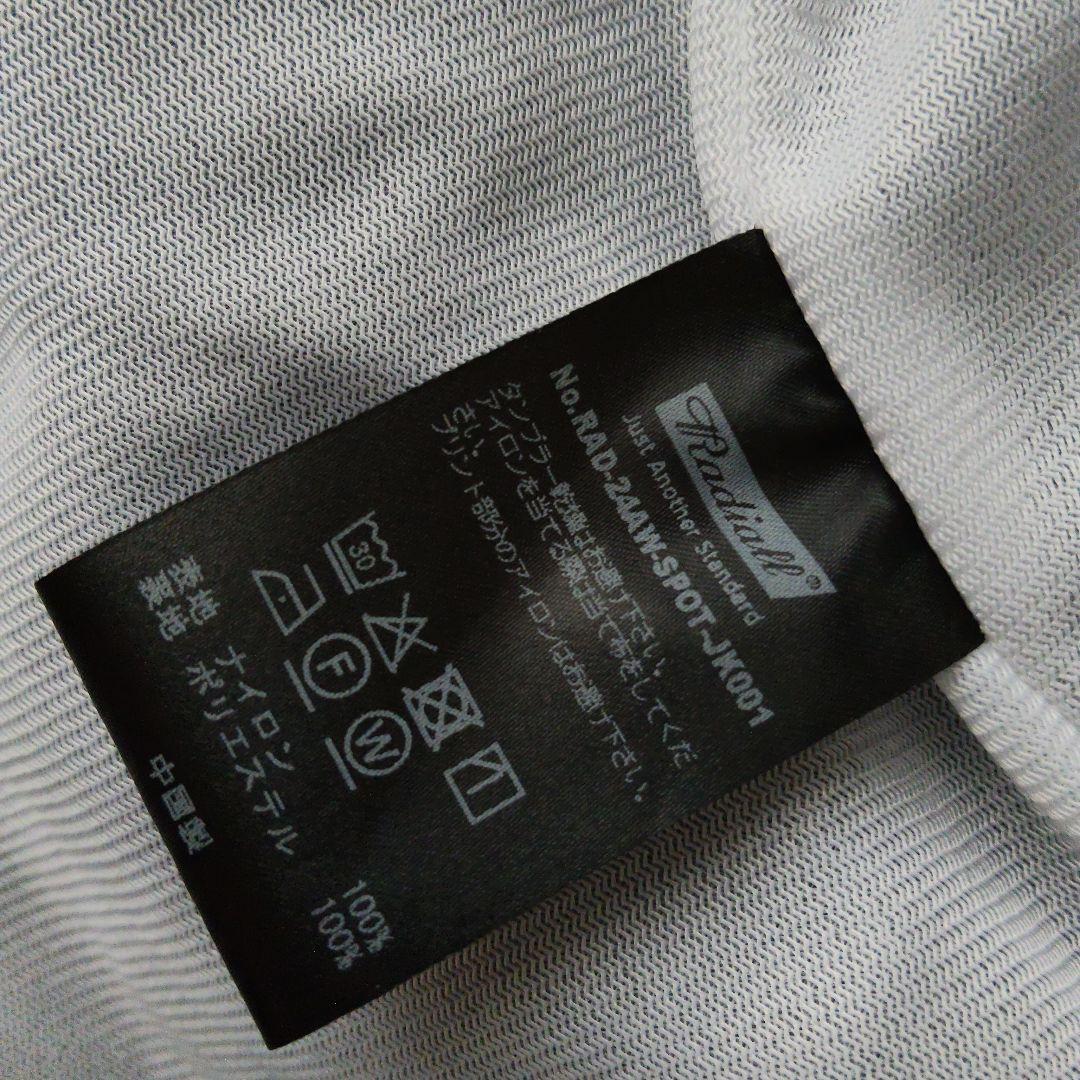 Radiall®
Just Another Standard
No.RAD-24AW-SPOT-JK001
タンブラー乾燥はお避け下さい。
アイロンを当てる際は当て布をしてくだ
さい。
プリント部分のアイロンはお避け下さい。
30
F W
表地 ナイロン 100%
裏地 ポリエステル 100%
中國製